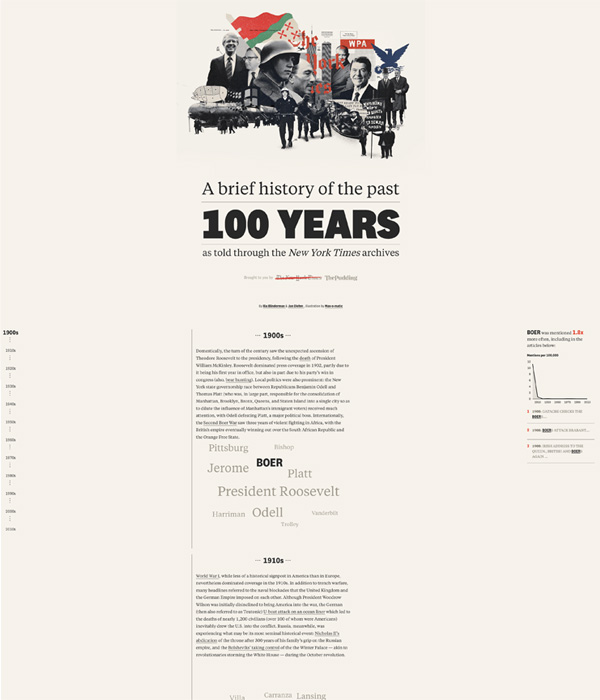 The
York
WPA
A brief history of the past
100 YEARS
as told through the New York Times archives
Brought to you by The New York Times The Pudding
1900s
1900s
Domestically, the turn of the century saw the unexpected ascension of
Theodore Roosevelt to the presidency, following the death of President
William McKinley. Roosevelt dominated press coverage in 1902, partly due to
it being his first year in office, but also in part due to his party's win in
congress (also, bear hunting). Local politics were also prominent: the New
York state governorship race between Republicans Benjamin Odell and
Thomas Platt (who was, in large part, responsible for the consolidation of
Manhattan, Brooklyn, Bronx, Queens, and Staten Island into a single city so as
to dilute the influence of Manhattan's immigrant voters) received much
attention, with Odell defeating Platt, a major political boss. Internationally,
the Second Boer War saw three years of violent fighting in Africa, with the
British empire eventually winning out over the South African Republic and
the Orange Free State.
Pittsburg
Bishop
Jerome
BOER
Platt
President Roosevelt
Harriman
Odell
Vanderbilt
Trolley
BOER was mentioned 1.8x
more often, including in the
articles below.
Mentions per 100,000
1910s
World War I, while less of a historical signpost in America than in Europe,
nevertheless dominated coverage in the 1910s. In addition to trench warfare,
many headlines referred to the naval blockades that the United Kingdom and
the German Empire imposed on each other. Although President Woodrow
Wilson was initially disinclined to bring America into the war, the German
(then also referred to as Teutonic) U-boat attack on an ocean liner which led to
the deaths of nearly 1,200 civilians (over 100 of whom were American)
inevitably drew the U.S. into the conflict. Russia, meanwhile, was
experiencing what may be its most seminal historical event: Nicholas II's
abdication of the throne after 300 years of his family's grip on the Russian
empire, and the Bolsheviks' taking control of the Winter Palace — akin to
revolutionaries storming the White House — during the October revolution.
Villa
Carranza
Lansing